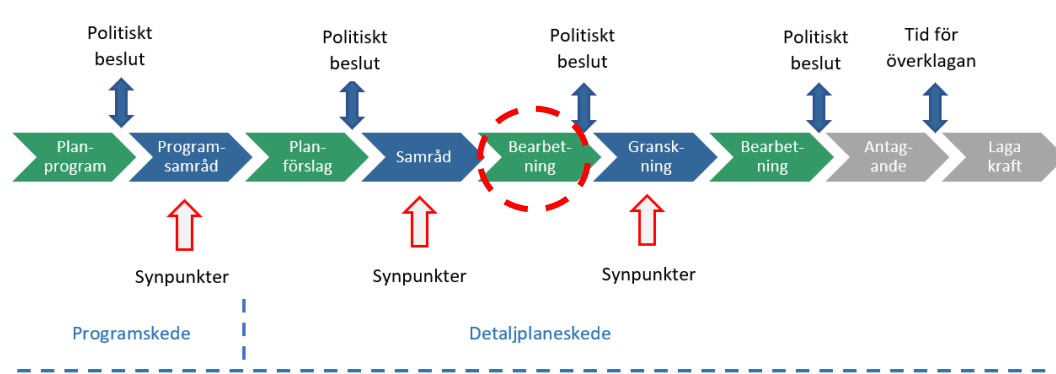 Politiskt
beslut
Politiskt
beslut
Politiskt
beslut
Politiskt
beslut
Tid för
överklagan
Plan-
program
Program-
samråd
Plan-
förslag
Samråd
Bearbet-
ning
Gransk-
ning
Bearbet-
ning
Antag-
ande
Laga
kraft
Synpunkter
Synpunkter
Synpunkter
Programskede
Detaljplaneskede